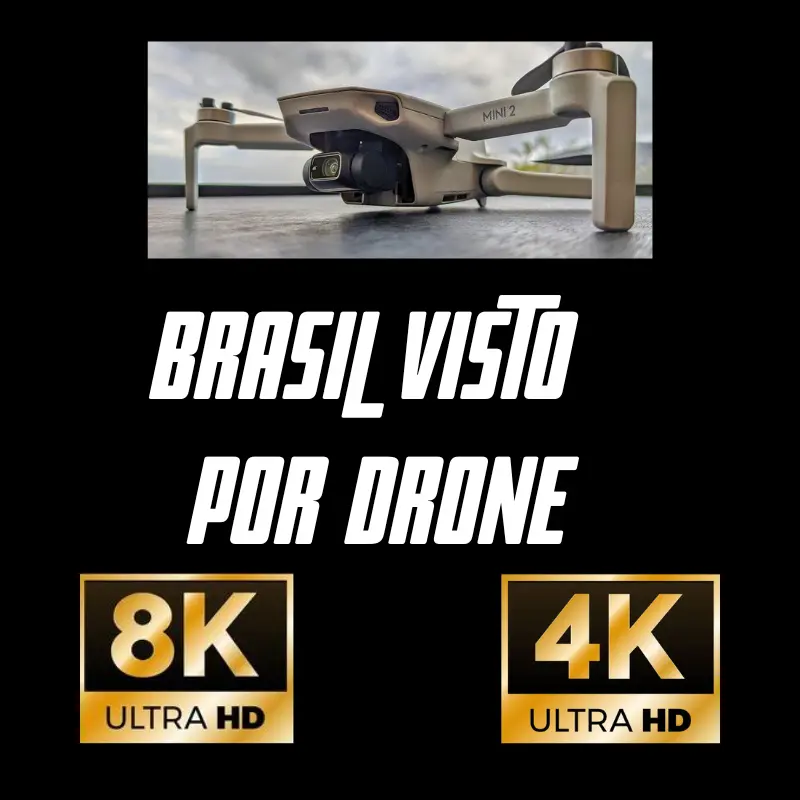 MINI 2
BRASIL VISTO
POR DRONE
8K
ULTRA HD
4K
ULTRA HD